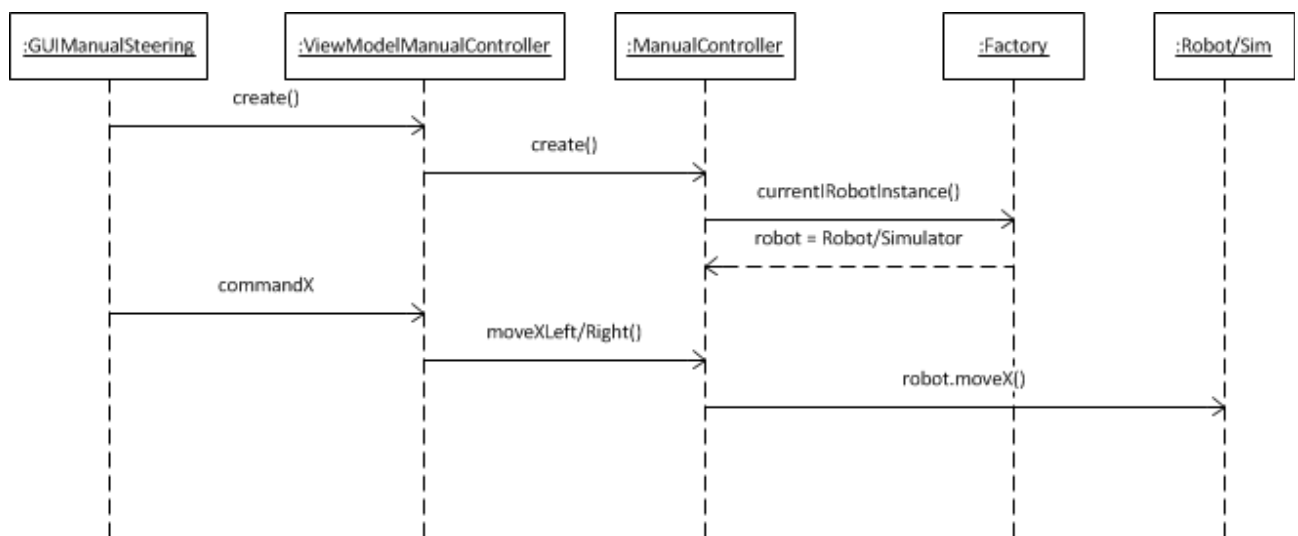 :GUIManualSteering
:ViewModelManualController
:ManualController
:Factory
:Robot/Sim
create()
create()
currentIRobotInstance()
robot = Robot/Simulator
commandX
moveXLeft/Right()
robot.moveX()